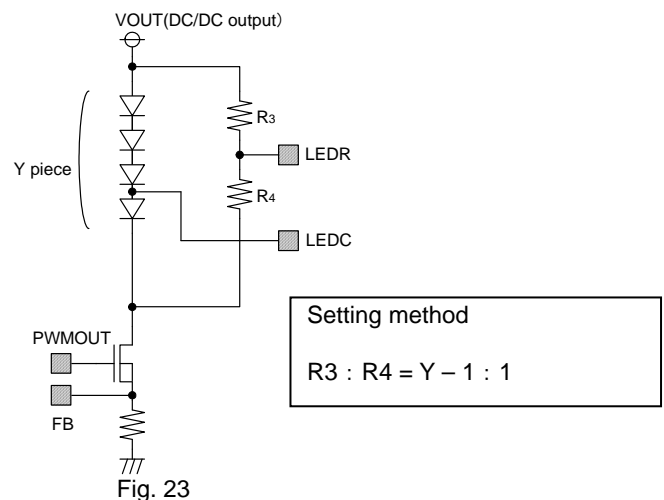 VOUT(DC/DC output)
R3
LEDR
Y piece
R4
LEDC
PWMOUT
Setting method
R3 : R4 = Y – 1 : 1
FB
Fig. 23